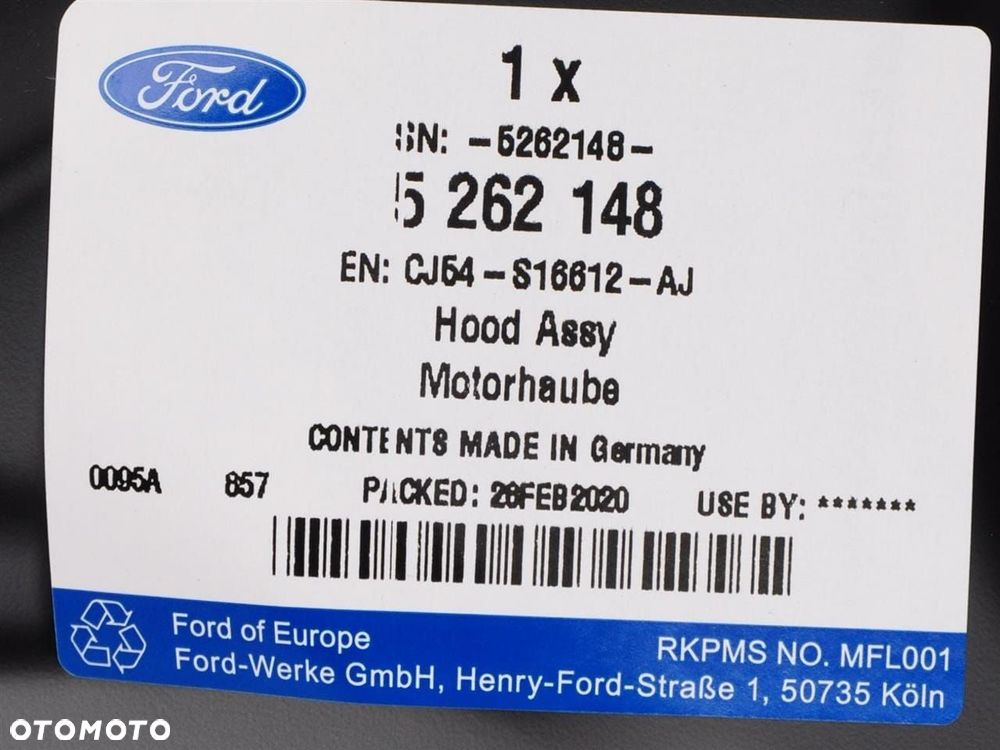 Ford
1 x
SN: -5262148-
5 262 148
EN: CJ54-S16612-AJ
Hood Assy
Motorhaube
CONTENTS MADE IN Germany
0095A 857 PACKED: 26FEB2020 USE BY: *******
Ford of Europe
RKPMS NO. MFL001
Ford-Werke GmbH, Henry-Ford-Straße 1, 50735 Köln
OTOMOTO